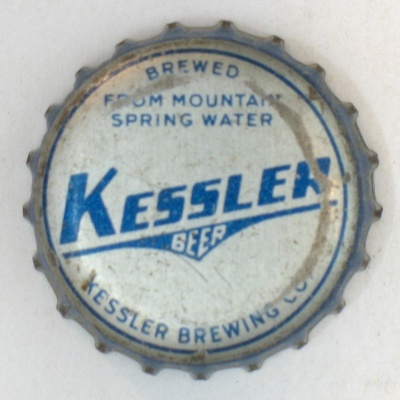 BREWED
FROM MOUNTAIN
SPRING WATER
KESSLER
BEER
KESSLER BREWING CO.